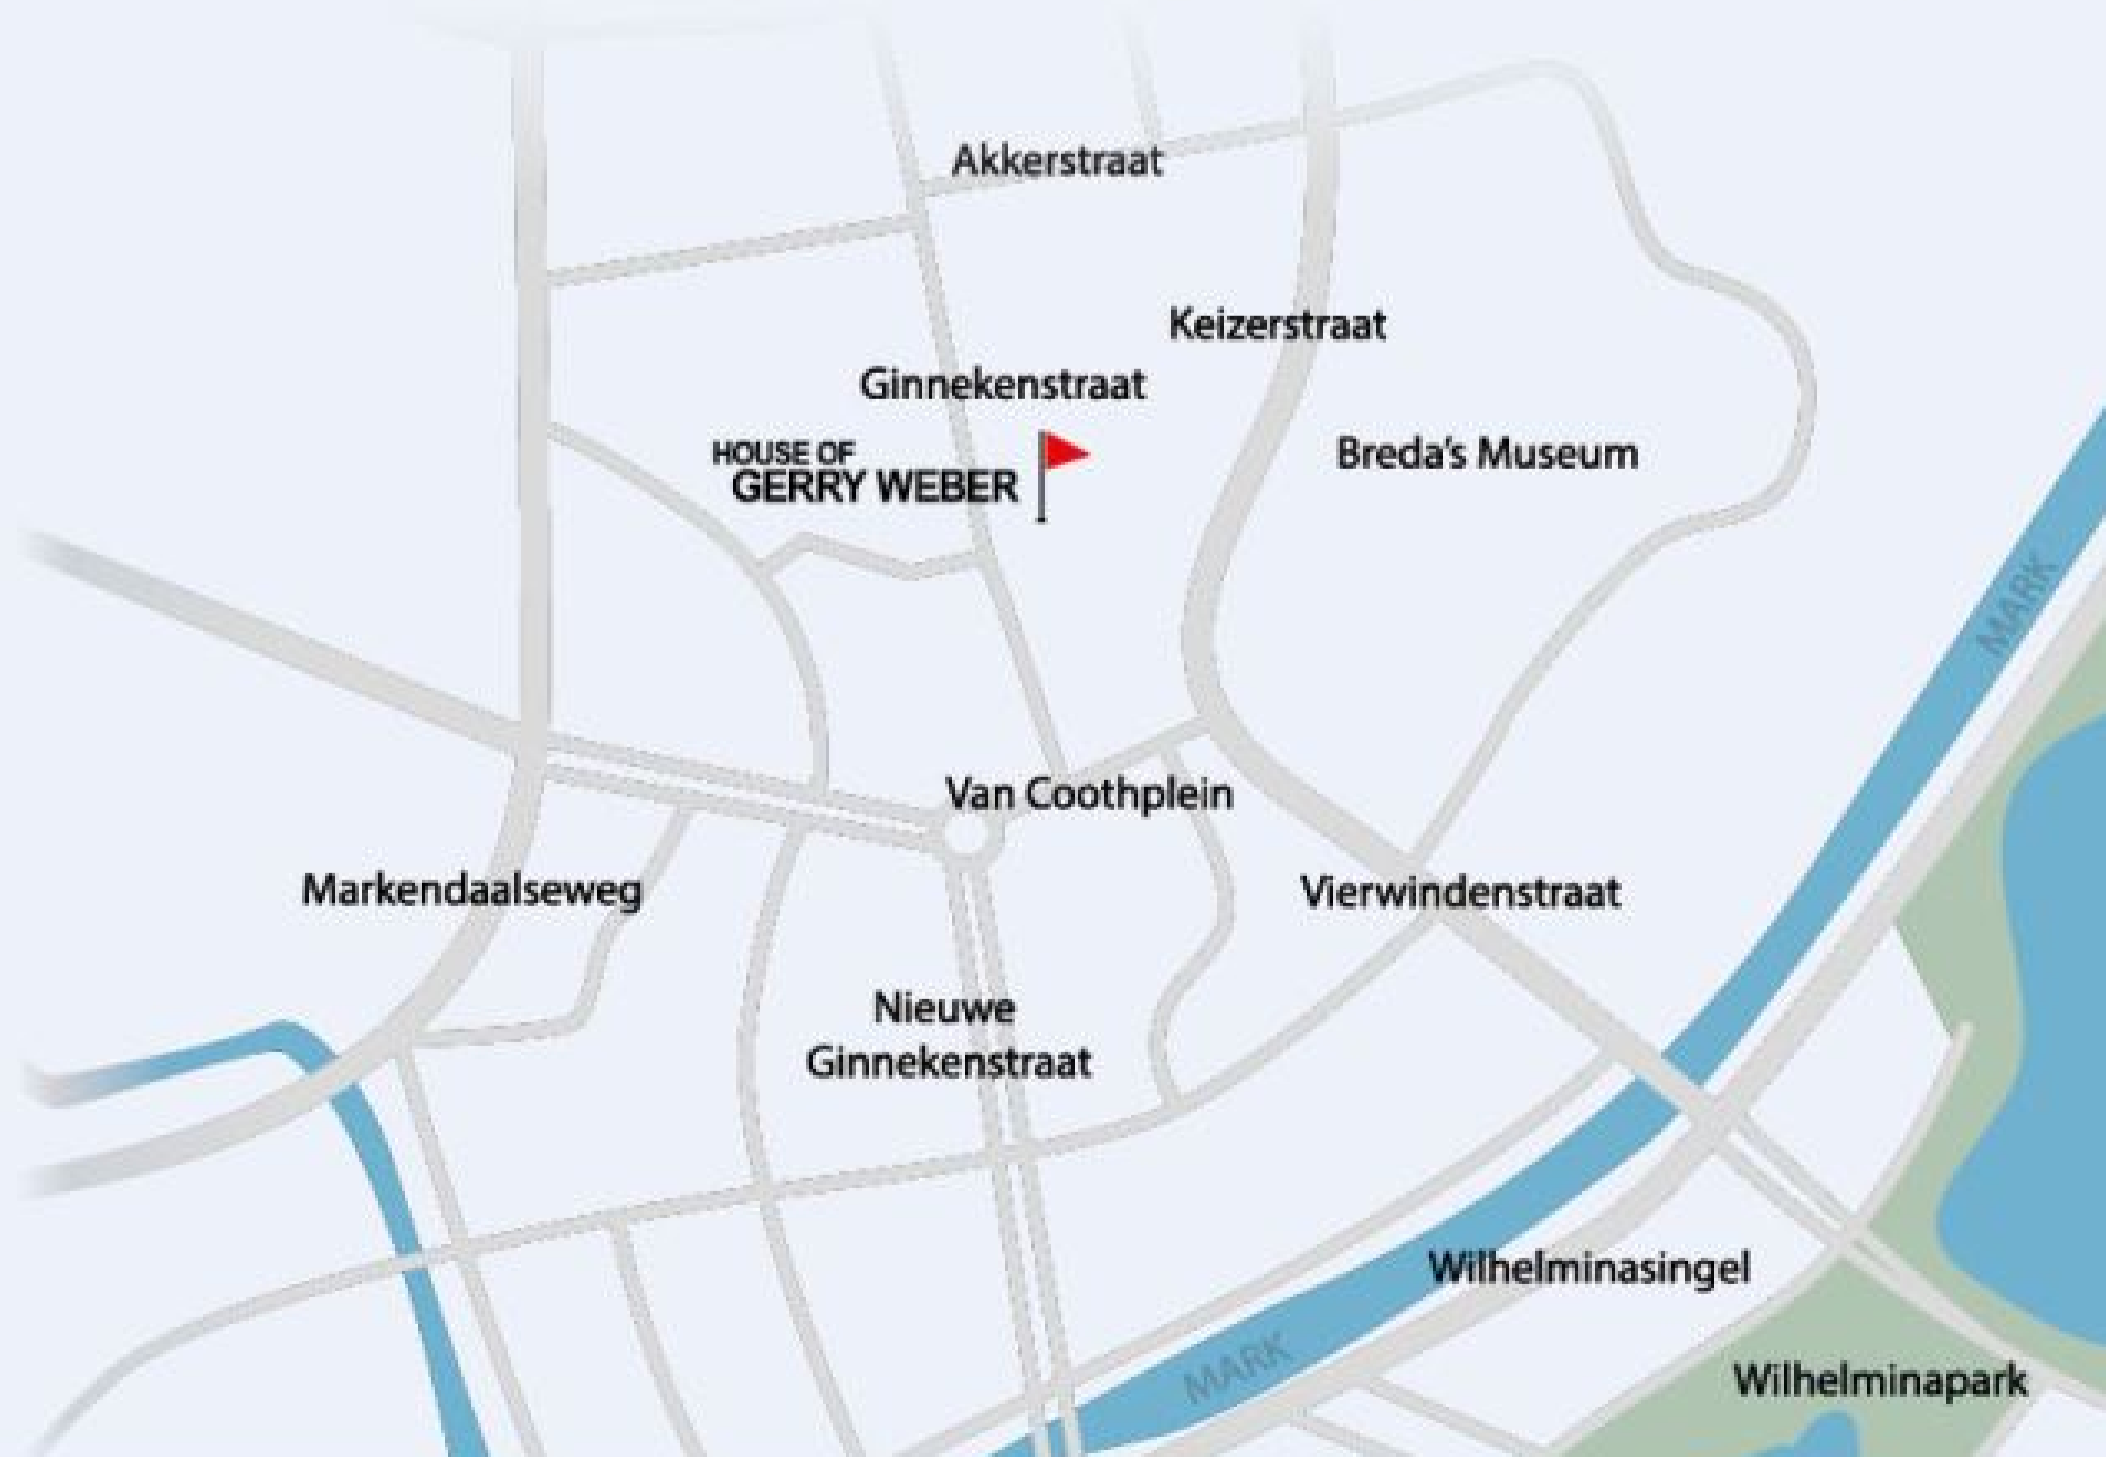 Akkerstraat
Keizerstraat
Ginnekenstraat
HOUSE OF
GERRY WEBER
Breda's Museum
MARK
Van Coothplein
Markendaalseweg
Vierwindenstraat
Nieuwe
Ginnekenstraat
Wilhelminasingel
MARK
Wilhelminapark